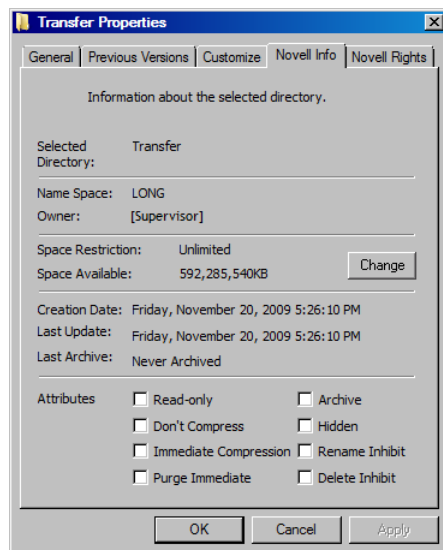 Transfer Properties
General Previous Versions Customize Novell Info Novell Rights
Information about the selected directory.
Selected Directory: Transfer
Name Space: LONG
Owner: [Supervisor]
Space Restriction: Unlimited
Space Available: 592,285,540KB
Change
Creation Date: Friday, November 20, 2009 5:26:10 PM
Last Update: Friday, November 20, 2009 5:26:10 PM
Last Archive: Never Archived
Attributes Read-only Archive
Don't Compress Hidden
Immediate Compression Rename Inhibit
Purge Immediate Delete Inhibit
OK Cancel Apply